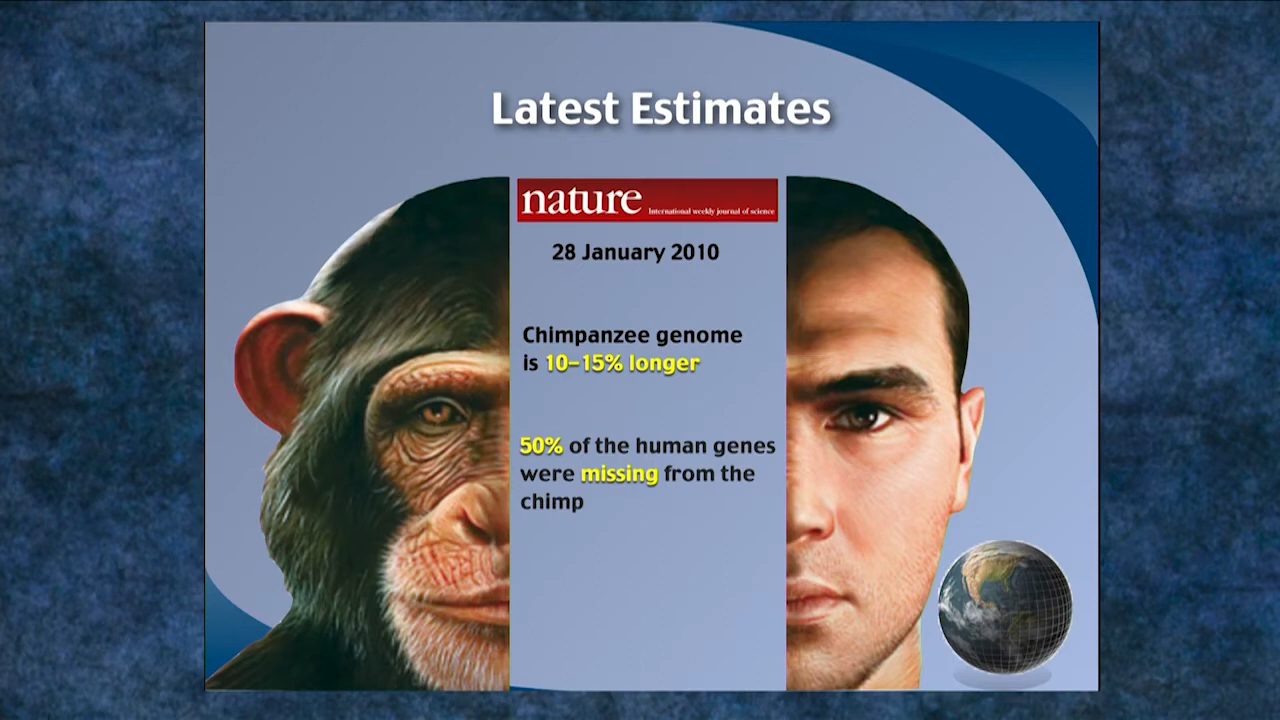 Latest Estimates
nature International weekly journal of science
28 January 2010
Chimpanzee genome
is 10–15% longer
50% of the human genes
were missing from the
chimp